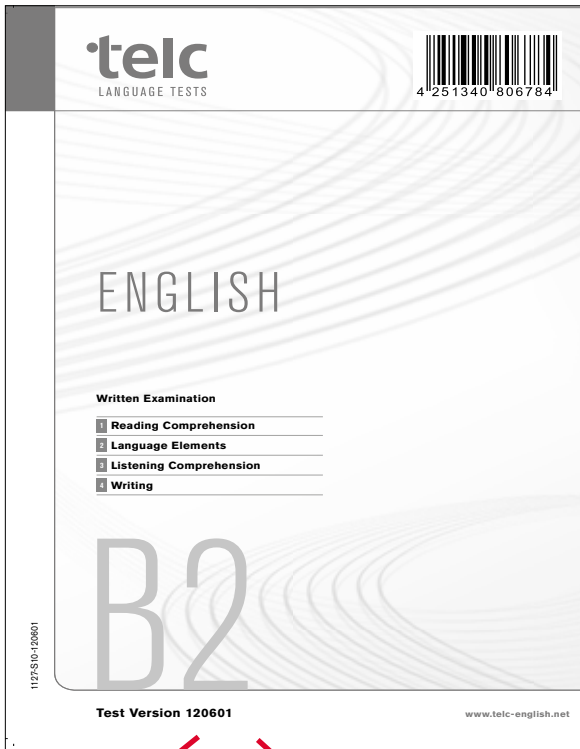 telc
LANGUAGE TESTS
4 251340 806784
ENGLISH
Written Examination
1 Reading Comprehension
2 Language Elements
3 Listening Comprehension
4 Writing
B2
1127-S10-120601
Test Version 120601
www.telc-english.net